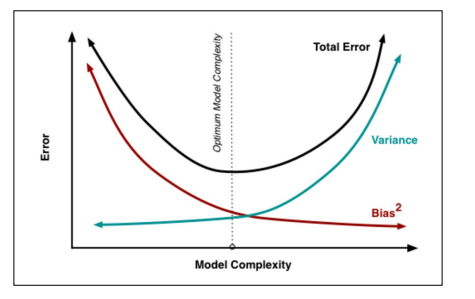 Total Error
Optimum Model Complexity
Error
Variance
Bias²
Model Complexity